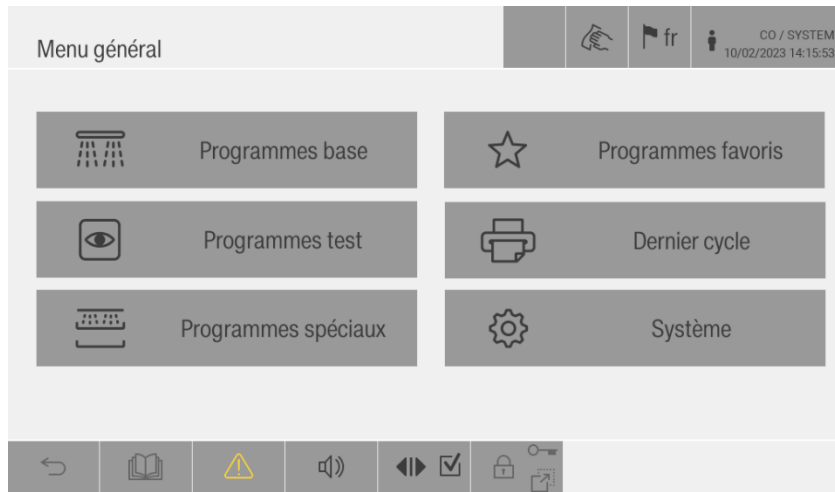 Menu général
fr
CO / SYSTEM
10/02/2023 14:15:53
Programmes base
Programmes favoris
Programmes test
Dernier cycle
Programmes spéciaux
Système